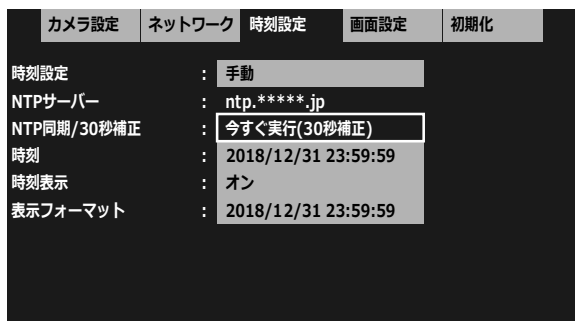 カメラ設定 ネットワーク 時刻設定 画面設定 初期化
時刻設定 : 手動
NTPサーバー : ntp.*****.jp
NTP同期/30秒補正 : 今すぐ実行(30秒補正)
時刻 : 2018/12/31 23:59:59
時刻表示 : オン
表示フォーマット : 2018/12/31 23:59:59